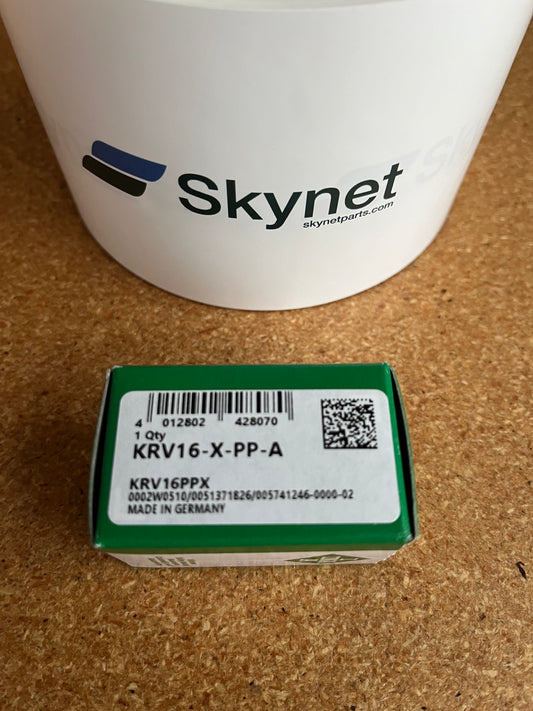 Skynet
skynetparts.com
4 012802 428070
1 Qty
KRV16-X-PP-A
KRV16PPX
0002W0510/0051371826/005741246-0000-02
MADE IN GERMANY